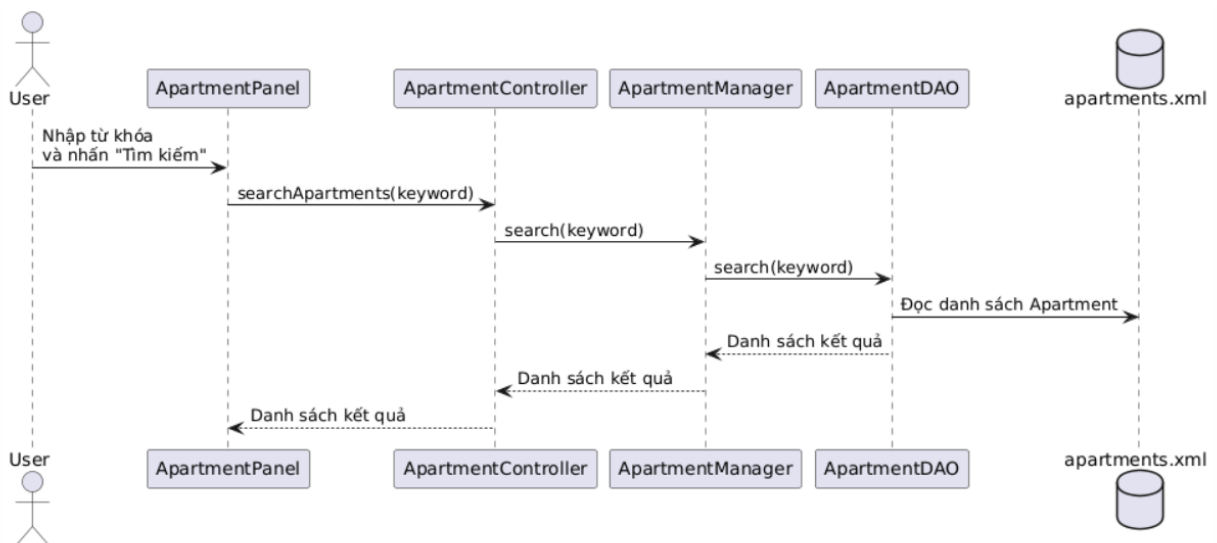 User
ApartmentPanel
ApartmentController
ApartmentManager
ApartmentDAO
apartments.xml
Nhập từ khóa
và nhấn "Tìm kiếm"
searchApartments(keyword)
search(keyword)
search(keyword)
Đọc danh sách Apartment
Danh sách kết quả
Danh sách kết quả
Danh sách kết quả
User
ApartmentPanel
ApartmentController
ApartmentManager
ApartmentDAO
apartments.xml